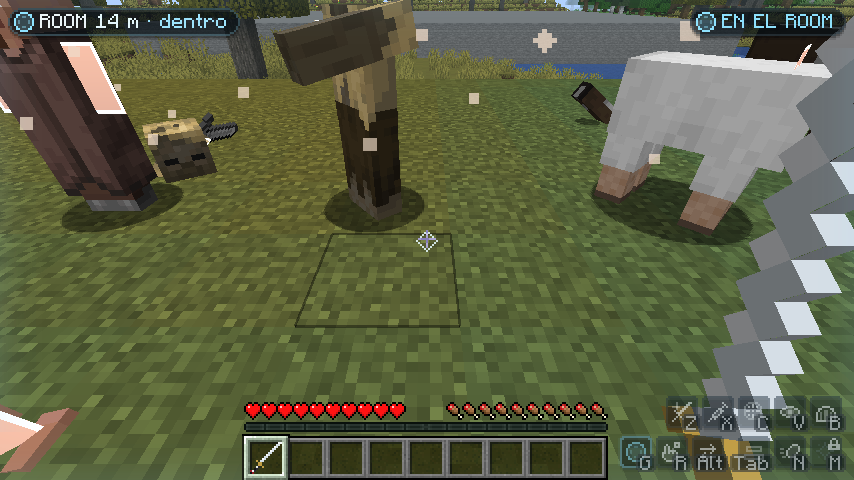 ROOM 14 m · dentro
EN EL ROOM
Z X C V B
G R Alt Tab N M